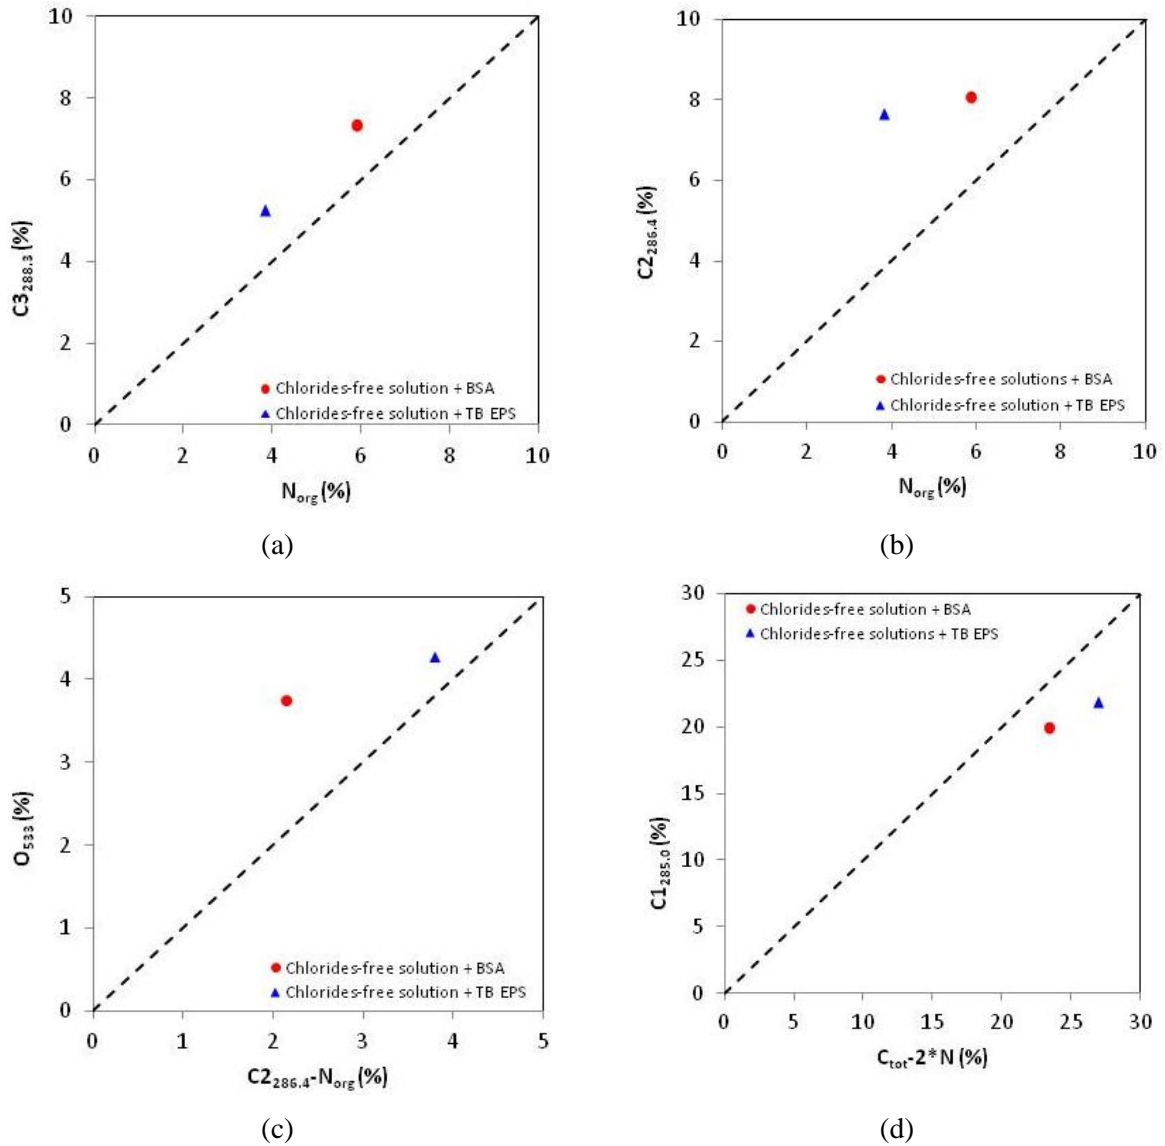 10
8
6
4
2
0
C3288.3 (%)
Chlorides-free solution + BSA
Chlorides-free solution + TB EPS
0 2 4 6 8 10
Norg (%)
(a)
10
8
6
4
2
0
C2286.4 (%)
Chlorides-free solutions + BSA
Chlorides-free solution + TB EPS
0 2 4 6 8 10
Norg (%)
(b)
5
4
3
2
1
0
O533 (%)
Chlorides-free solution + BSA
Chlorides-free solution + TB EPS
0 1 2 3 4 5
C2286.4-Norg (%)
(c)
30
25
20
15
10
5
0
C1285.0 (%)
Chlorides-free solution + BSA
Chlorides-free solutions + TB EPS
0 5 10 15 20 25 30
Ctot-2*N (%)
(d)